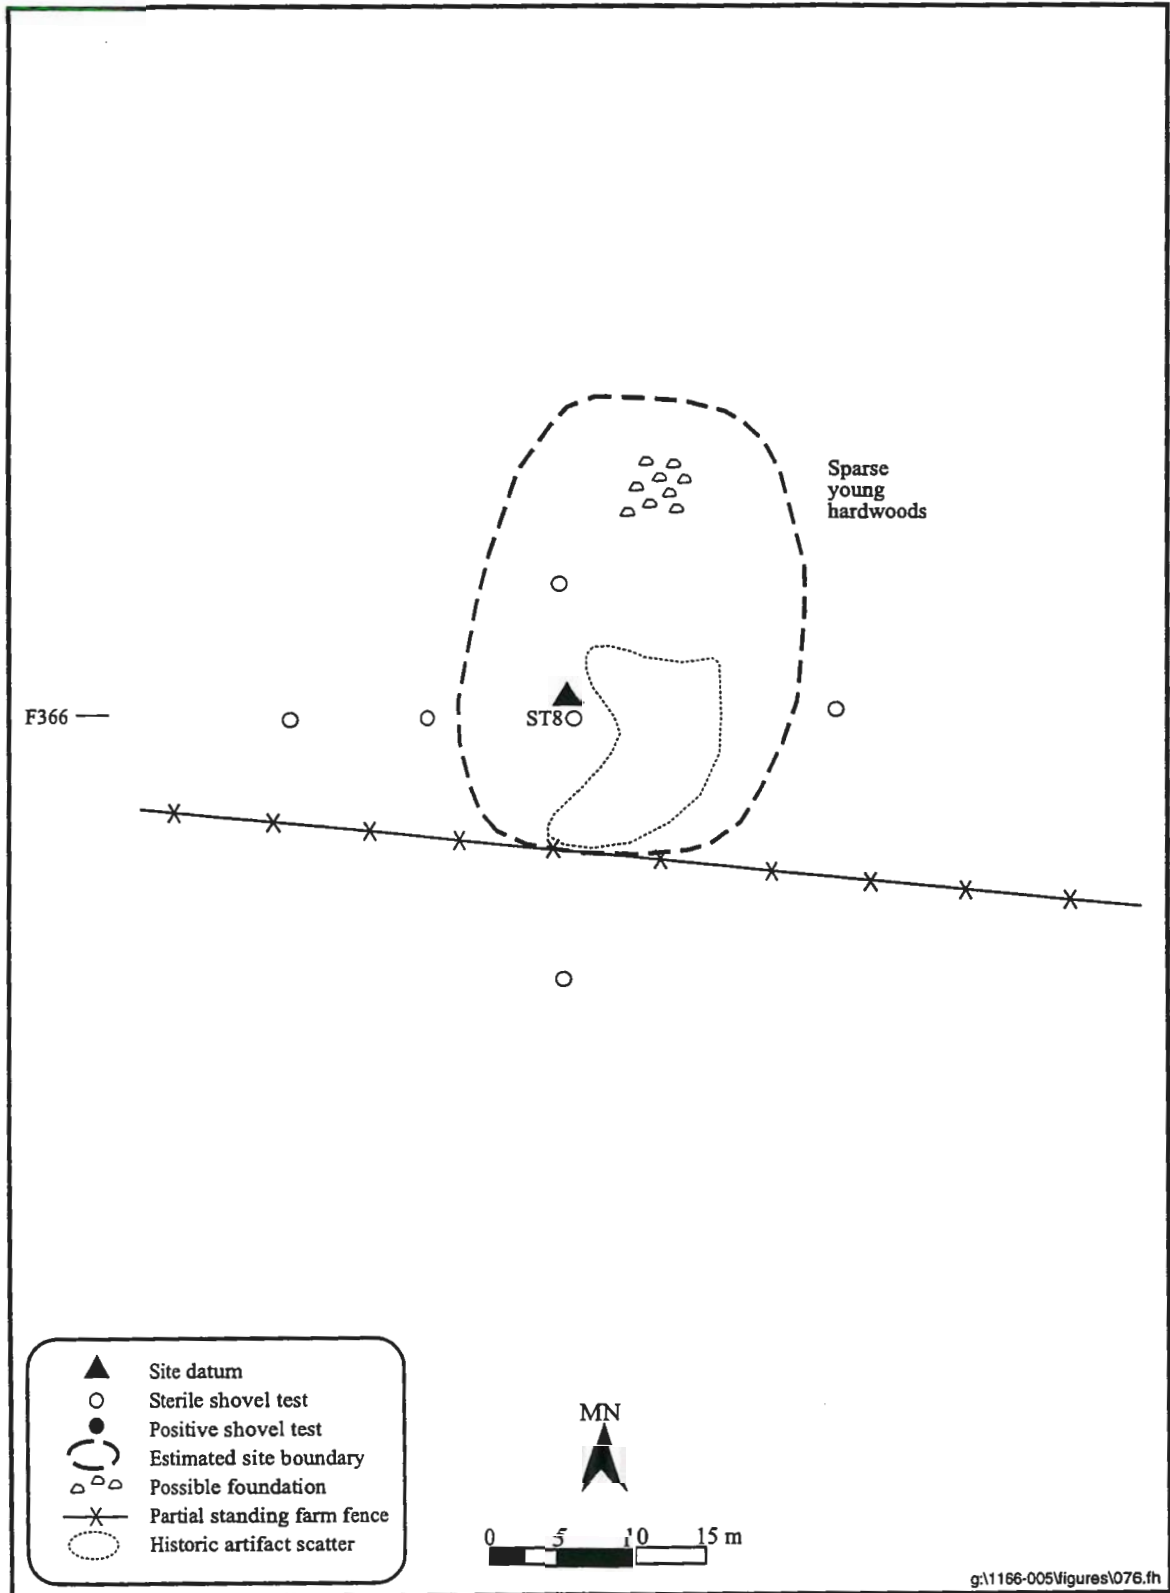 Sparse
young
hardwoods
F366
ST8
Site datum
Sterile shovel test
Positive shovel test
Estimated site boundary
Possible foundation
Partial standing farm fence
Historic artifact scatter
MN
0 5 10 15 m
g:\1166-005\figures\076.fh